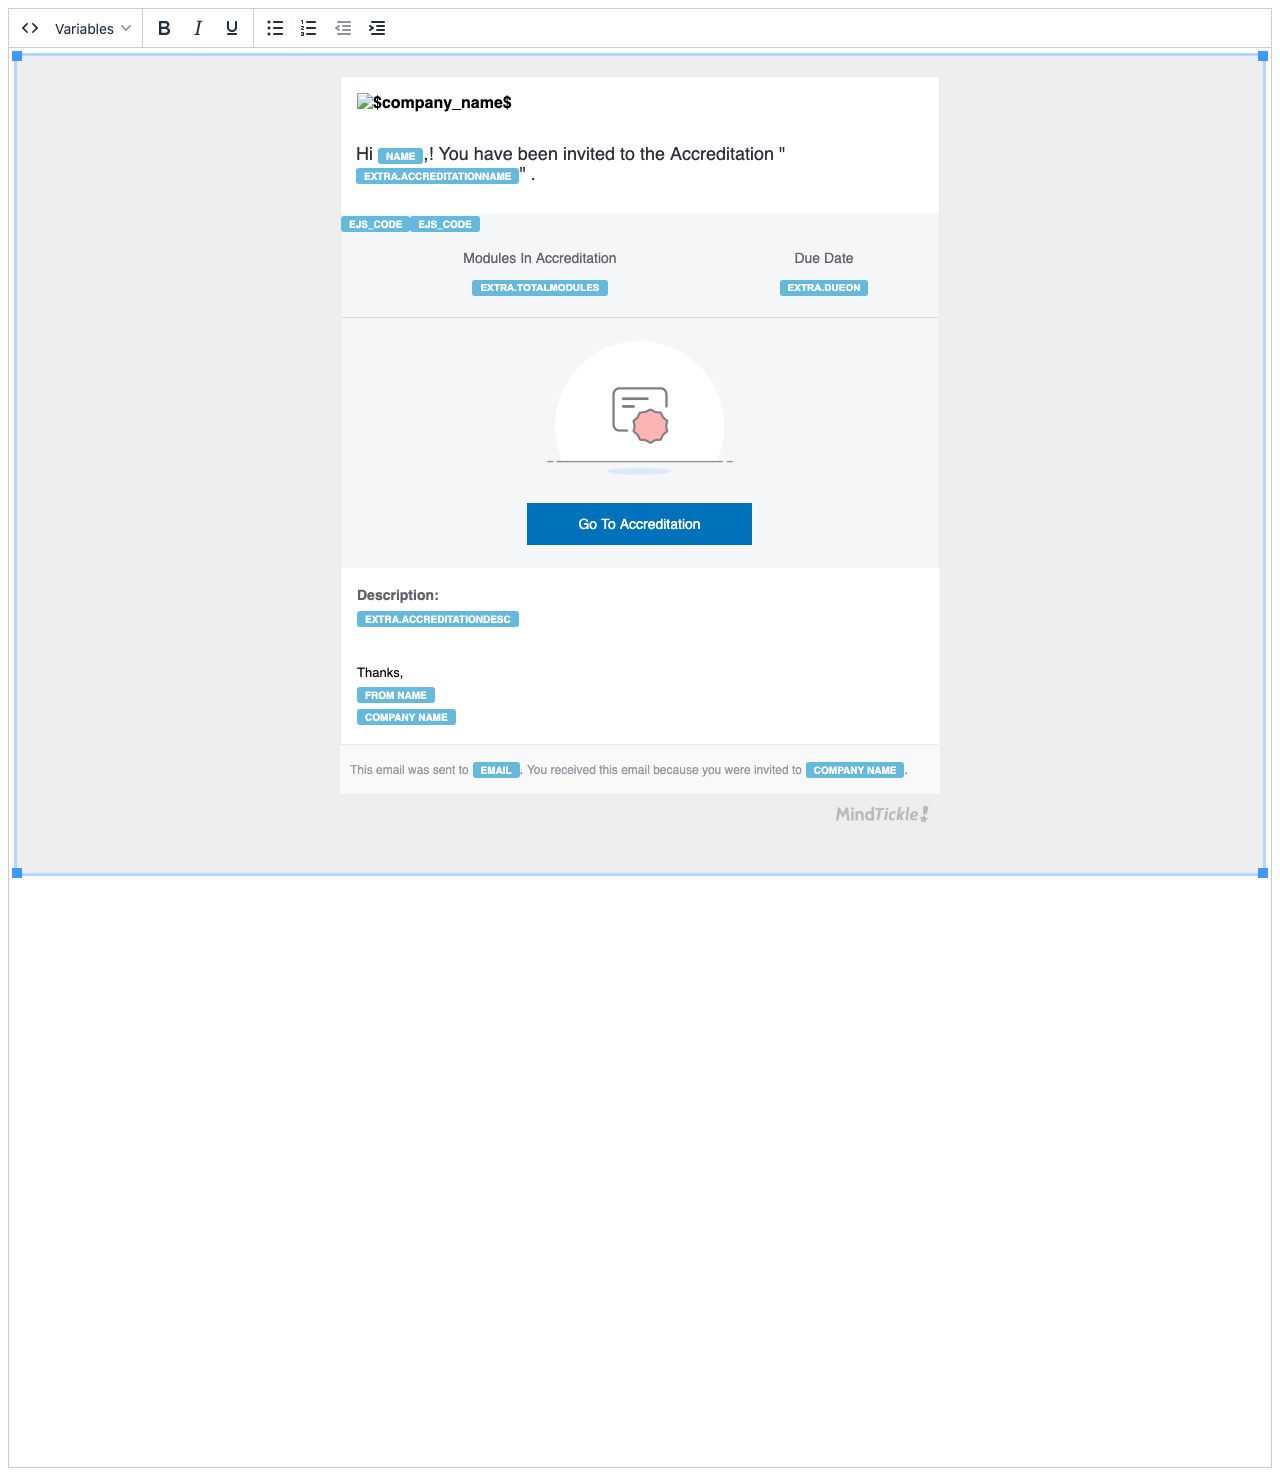 Variables B I U
$company_name$
Hi NAME ,! You have been invited to the Accreditation "
EXTRA.ACCREDITATIONNAME " .
EJS_CODE EJS_CODE
Modules In Accreditation Due Date
EXTRA.TOTALMODULES EXTRA.DUEON
Go To Accreditation
Description:
EXTRA.ACCREDITATIONDESC
Thanks,
FROM NAME
COMPANY NAME
This email was sent to EMAIL . You received this email because you were invited to COMPANY NAME .
MindTickle!